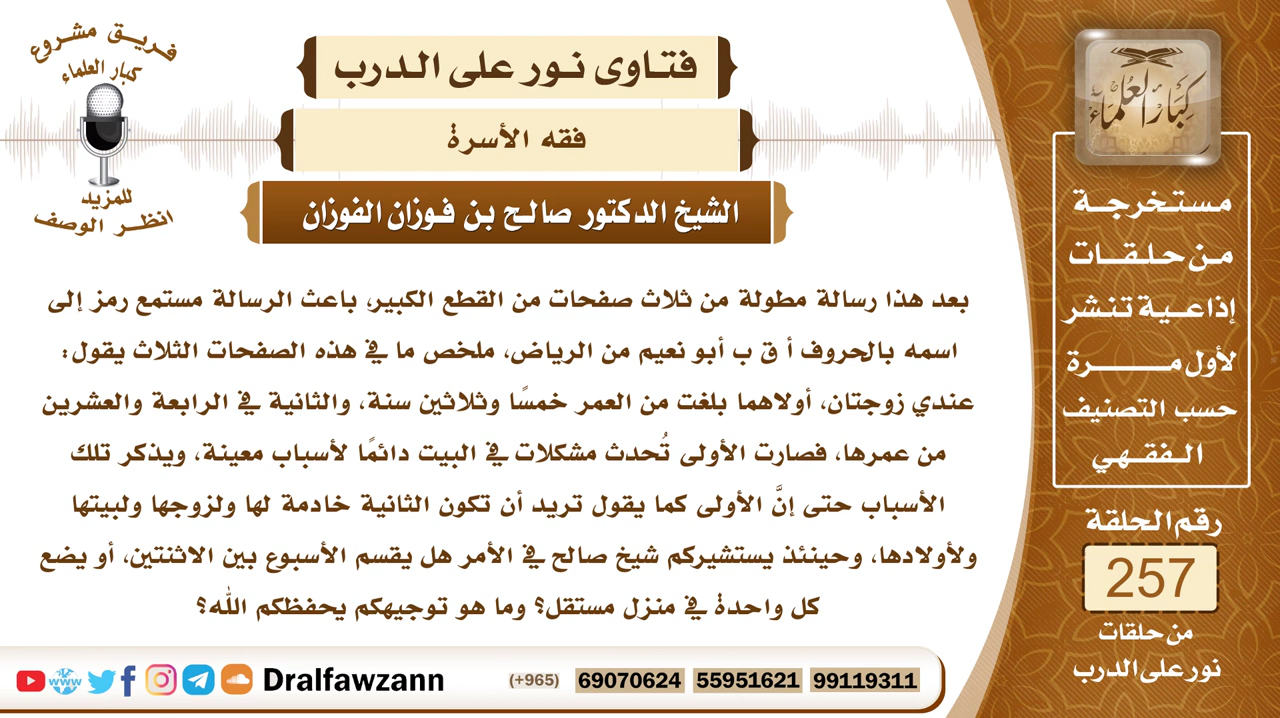 فريق مشروع
كبار العلماء
للمزيد
انظر الوصف
فتاوى نور على الدرب
فقه الأسرة
الشيخ الدكتور صالح بن فوزان الفوزان
بعد هذا رسالة مطولة من ثلاث صفحات من القطع الكبير، باعث الرسالة مستمع رمز إلى
اسمه بالحروف أ ق ب أبو نعيم من الرياض، ملخص ما في هذه الصفحات الثلاث يقول:
عندي زوجتان، أولاهما بلغت من العمر خمسًا وثلاثين سنة، والثانية في الرابعة والعشرين
من عمرها، فصارت الأولى تُحدث مشكلات في البيت دائمًا لأسباب معينة، ويذكر تلك
الأسباب حتى إنَّ الأولى كما يقول تريد أن تكون الثانية خادمة لها ولزوجها ولبيتها
ولأولادها، وحينئذ يستشيركم شيخ صالح في الأمر هل يقسم الأسبوع بين الاثنتين، أو يضع
كل واحدة في منزل مستقل؟ وما هو توجيهكم يحفظكم الله؟
كبار العلماء
مستخرجة
من حلقات
إذاعية تنشر
لأول مرة
حسب التصنيف
الفقهي
رقم الحلقة
257
من حلقات
نور على الدرب
www
Dralfawzann (+965) 69070624 55951621 99119311